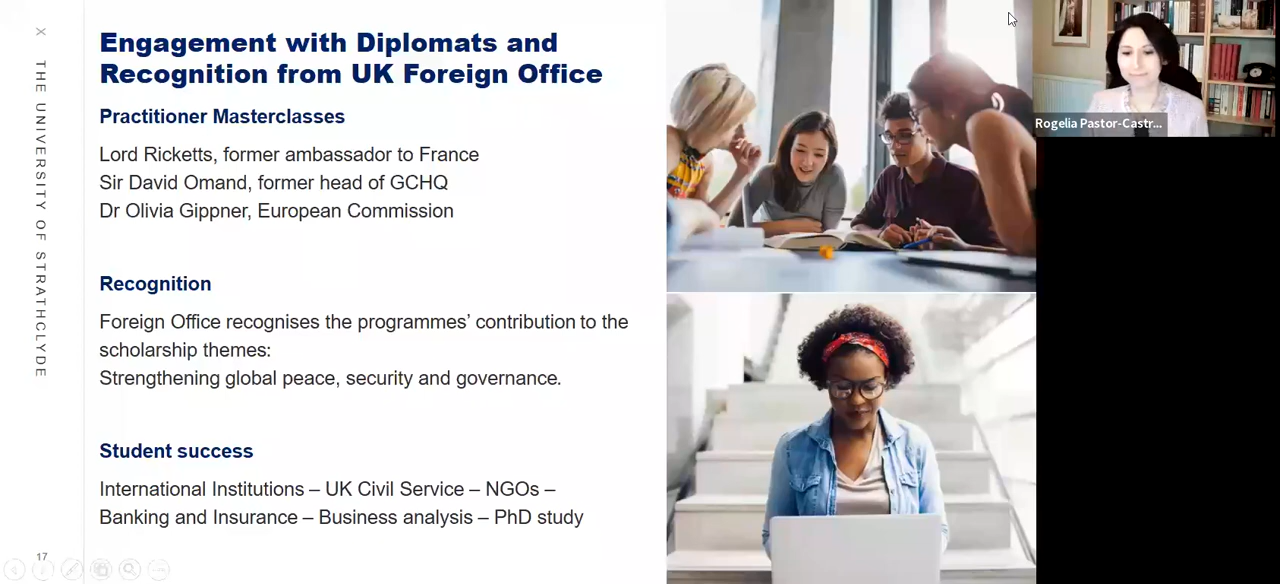 X THE UNIVERSITY OF STRATHCLYDE
Engagement with Diplomats and
Recognition from UK Foreign Office
Practitioner Masterclasses
Lord Ricketts, former ambassador to France
Sir David Omand, former head of GCHQ
Dr Olivia Gippner, European Commission
Recognition
Foreign Office recognises the programmes’ contribution to the
scholarship themes:
Strengthening global peace, security and governance.
Student success
International Institutions – UK Civil Service – NGOs –
Banking and Insurance – Business analysis – PhD study
17
Rogelia Pastor-Castr...